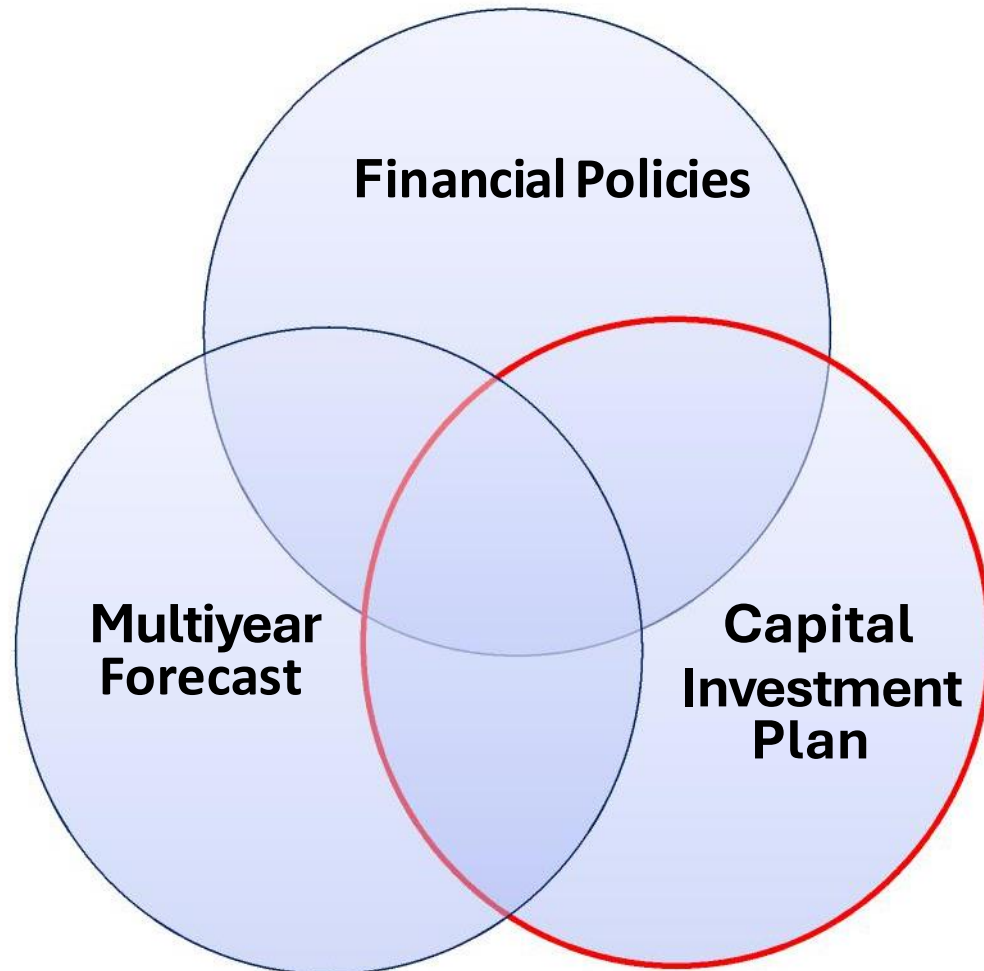 Financial Policies
Multiyear
Forecast
Capital
Investment
Plan